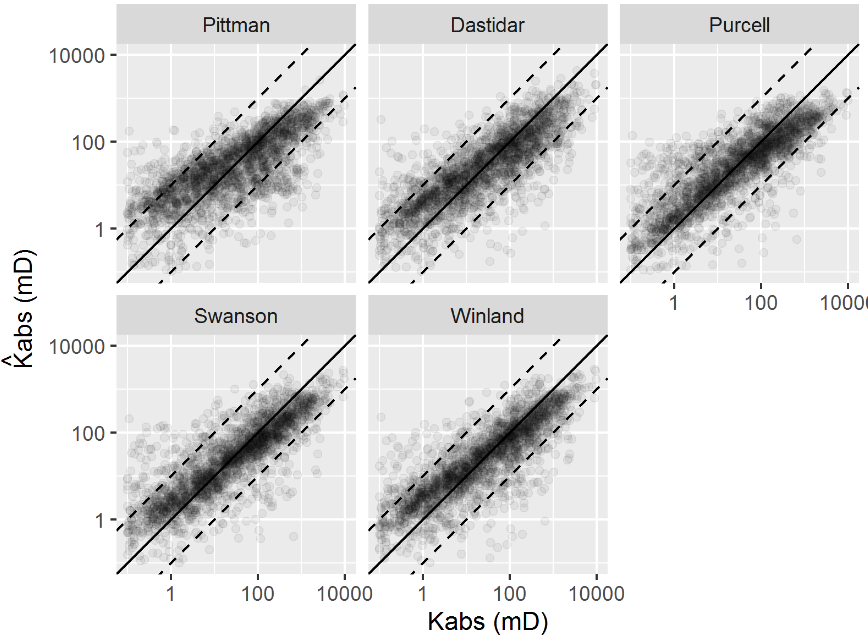 Pittman Dastidar Purcell
10000
100
1
1 100 10000
Swanson Winland
10000
100
1
1 100 10000 1 100 10000
K̂abs (mD)
Kabs (mD)